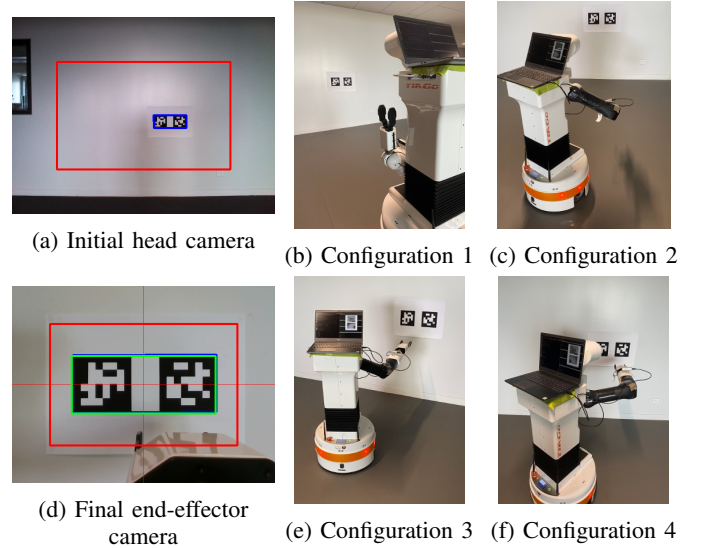 (a) Initial head camera
(b) Configuration 1
(c) Configuration 2
TIAGo
(d) Final end-effector
camera
(e) Configuration 3
(f) Configuration 4